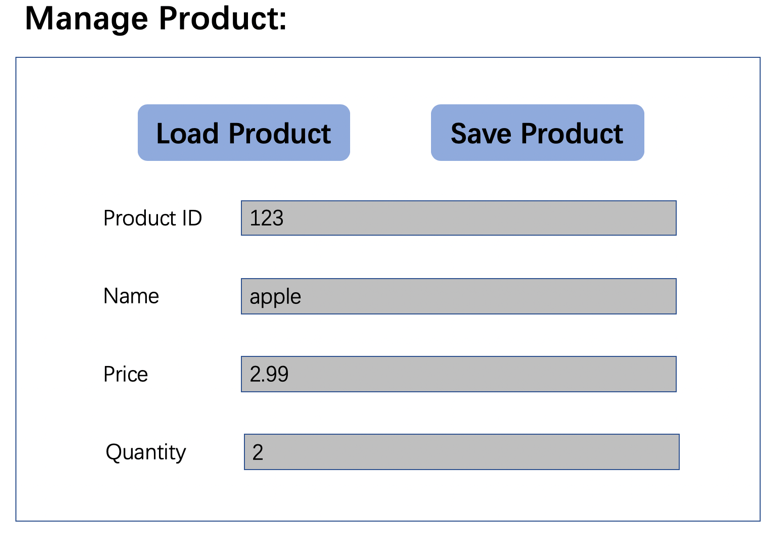 Manage Product:
Load Product Save Product
Product ID 123
Name apple
Price 2.99
Quantity 2